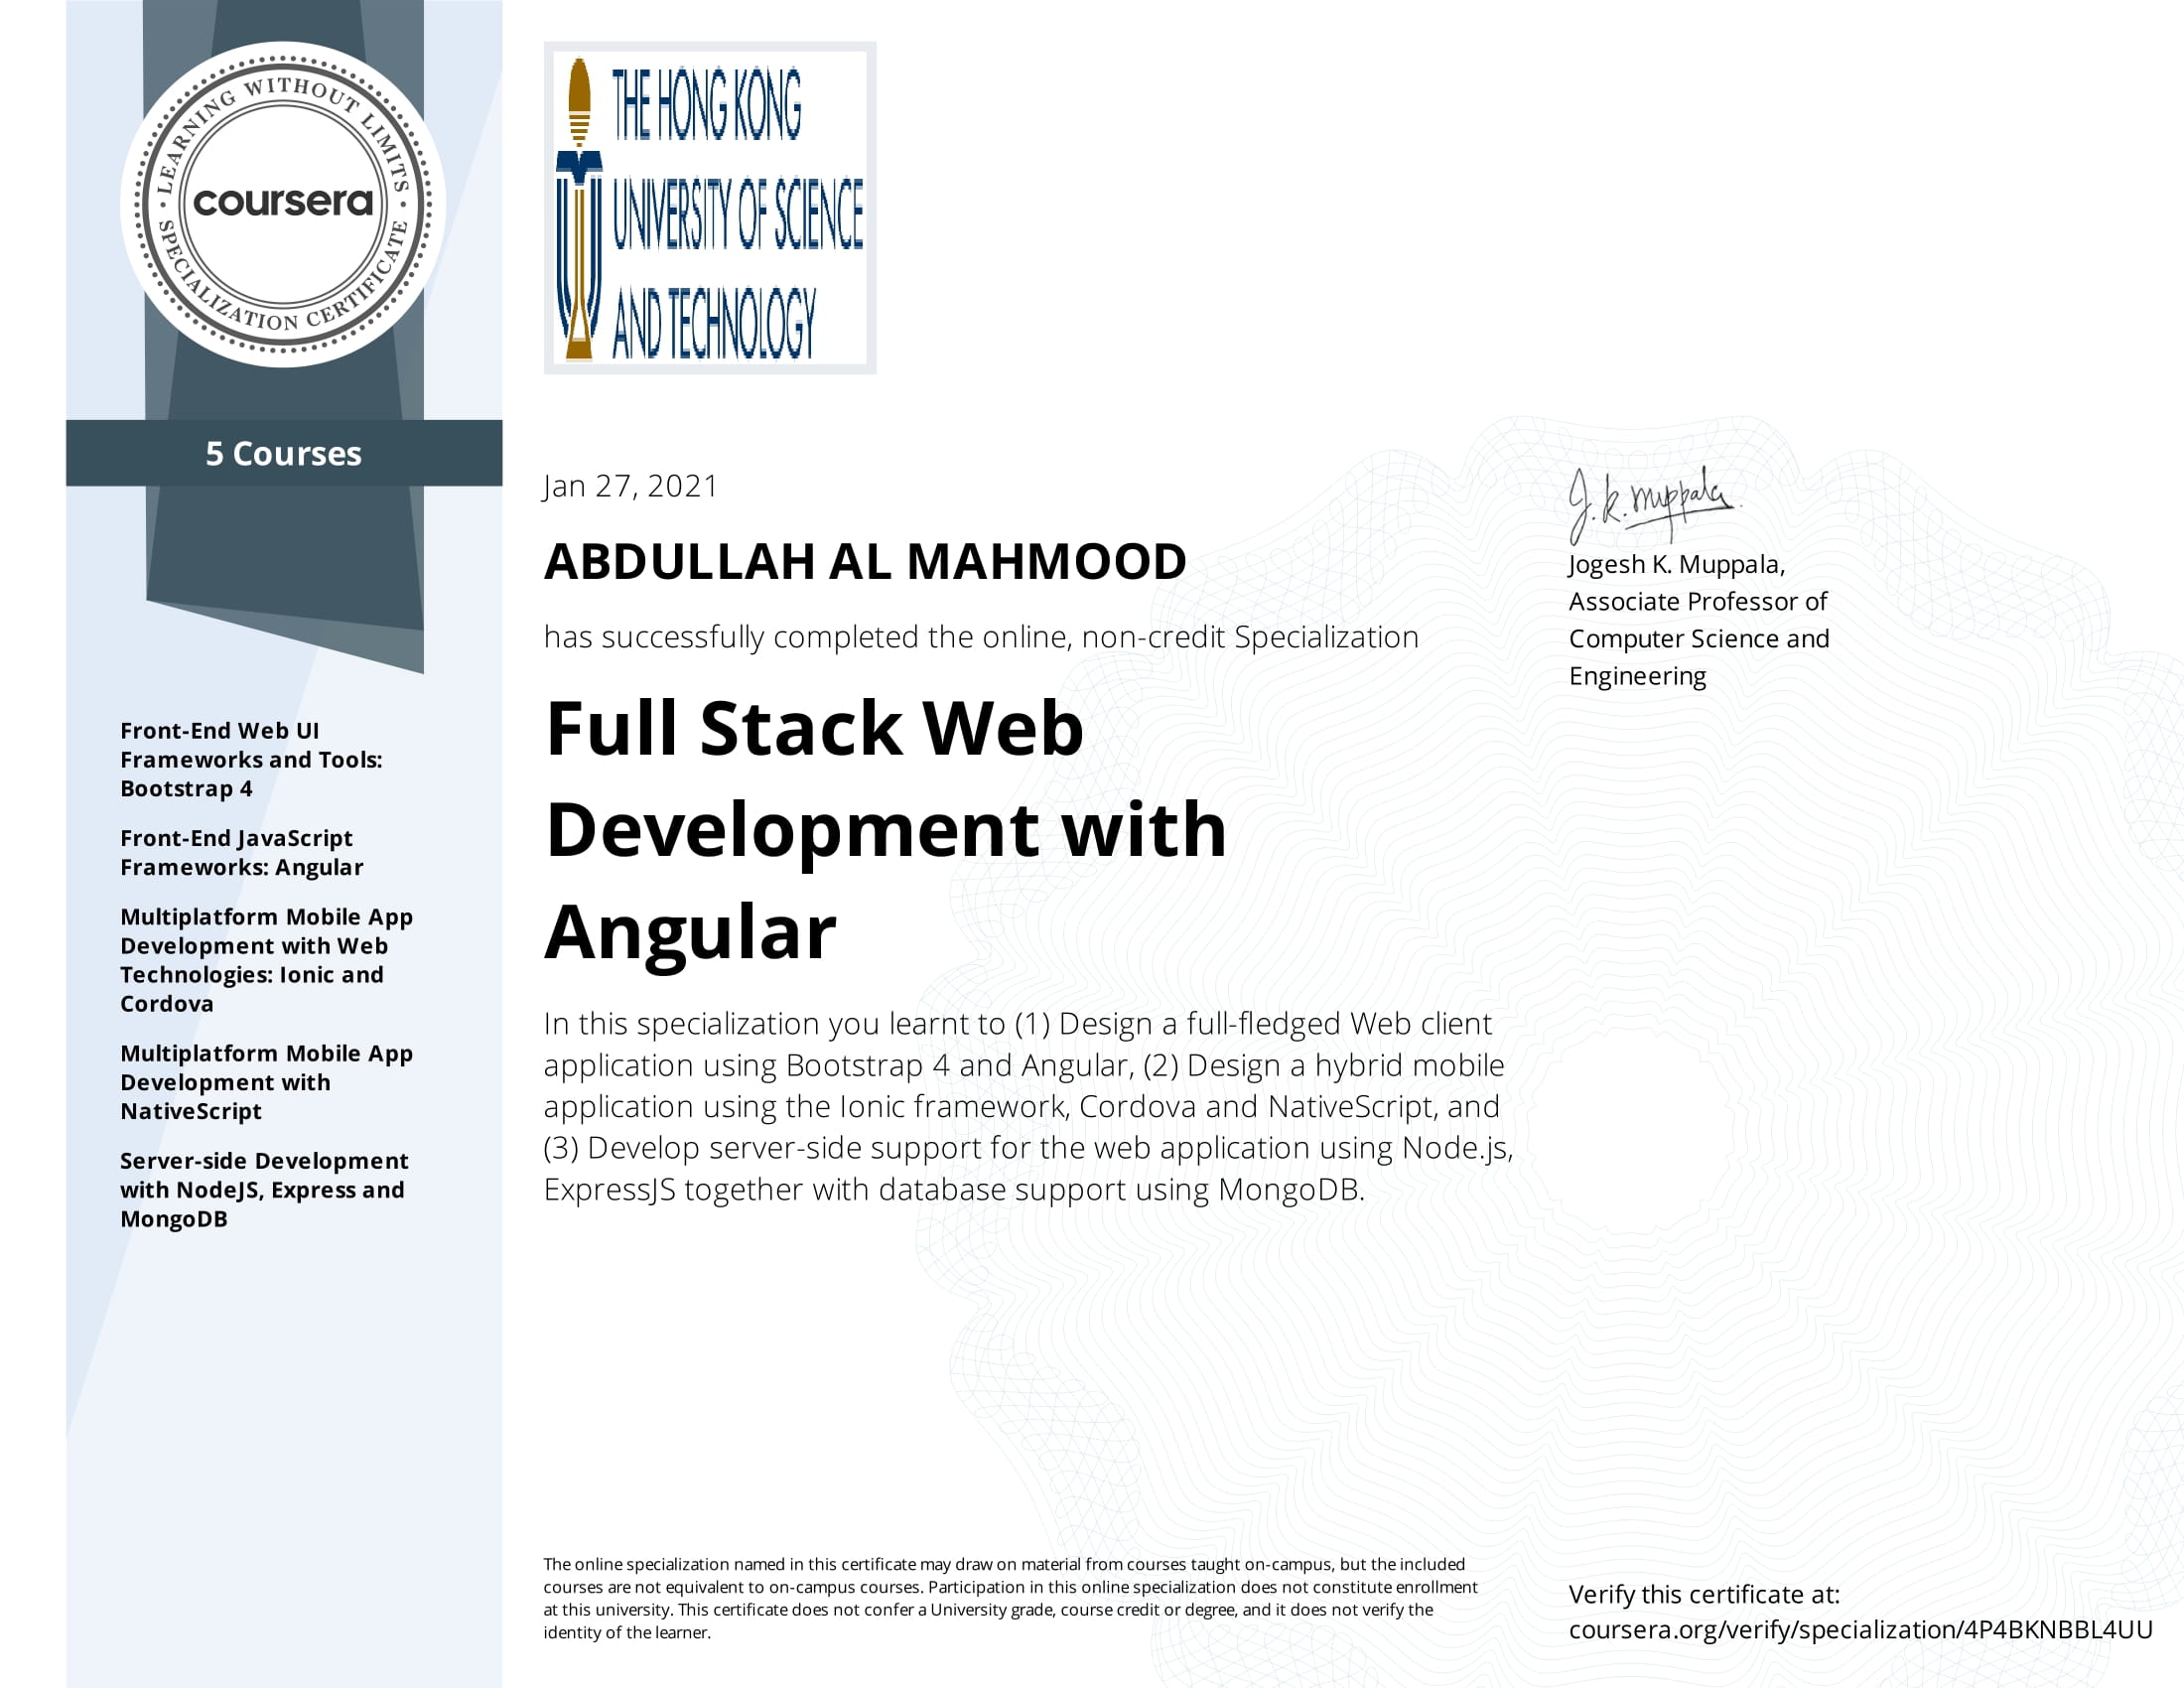 LEARNING WITHOUT LIMITS
coursera
SPECIALIZATION CERTIFICATE
5 Courses
Front-End Web UI
Frameworks and Tools:
Bootstrap 4
Front-End JavaScript
Frameworks: Angular
Multiplatform Mobile App
Development with Web
Technologies: Ionic and
Cordova
Multiplatform Mobile App
Development with
NativeScript
Server-side Development
with NodeJS, Express and
MongoDB
THE HONG KONG
UNIVERSITY OF SCIENCE
AND TECHNOLOGY
Jan 27, 2021
ABDULLAH AL MAHMOOD
has successfully completed the online, non-credit Specialization
Full Stack Web
Development with
Angular
In this specialization you learnt to (1) Design a full-fledged Web client
application using Bootstrap 4 and Angular, (2) Design a hybrid mobile
application using the Ionic framework, Cordova and NativeScript, and
(3) Develop server-side support for the web application using Node.js,
ExpressJS together with database support using MongoDB.
J. K. Muppala
Jogesh K. Muppala,
Associate Professor of
Computer Science and
Engineering
The online specialization named in this certificate may draw on material from courses taught on-campus, but the included
courses are not equivalent to on-campus courses. Participation in this online specialization does not constitute enrollment
at this university. This certificate does not confer a University grade, course credit or degree, and it does not verify the
identity of the learner.
Verify this certificate at:
coursera.org/verify/specialization/4P4BKNBBL4UU